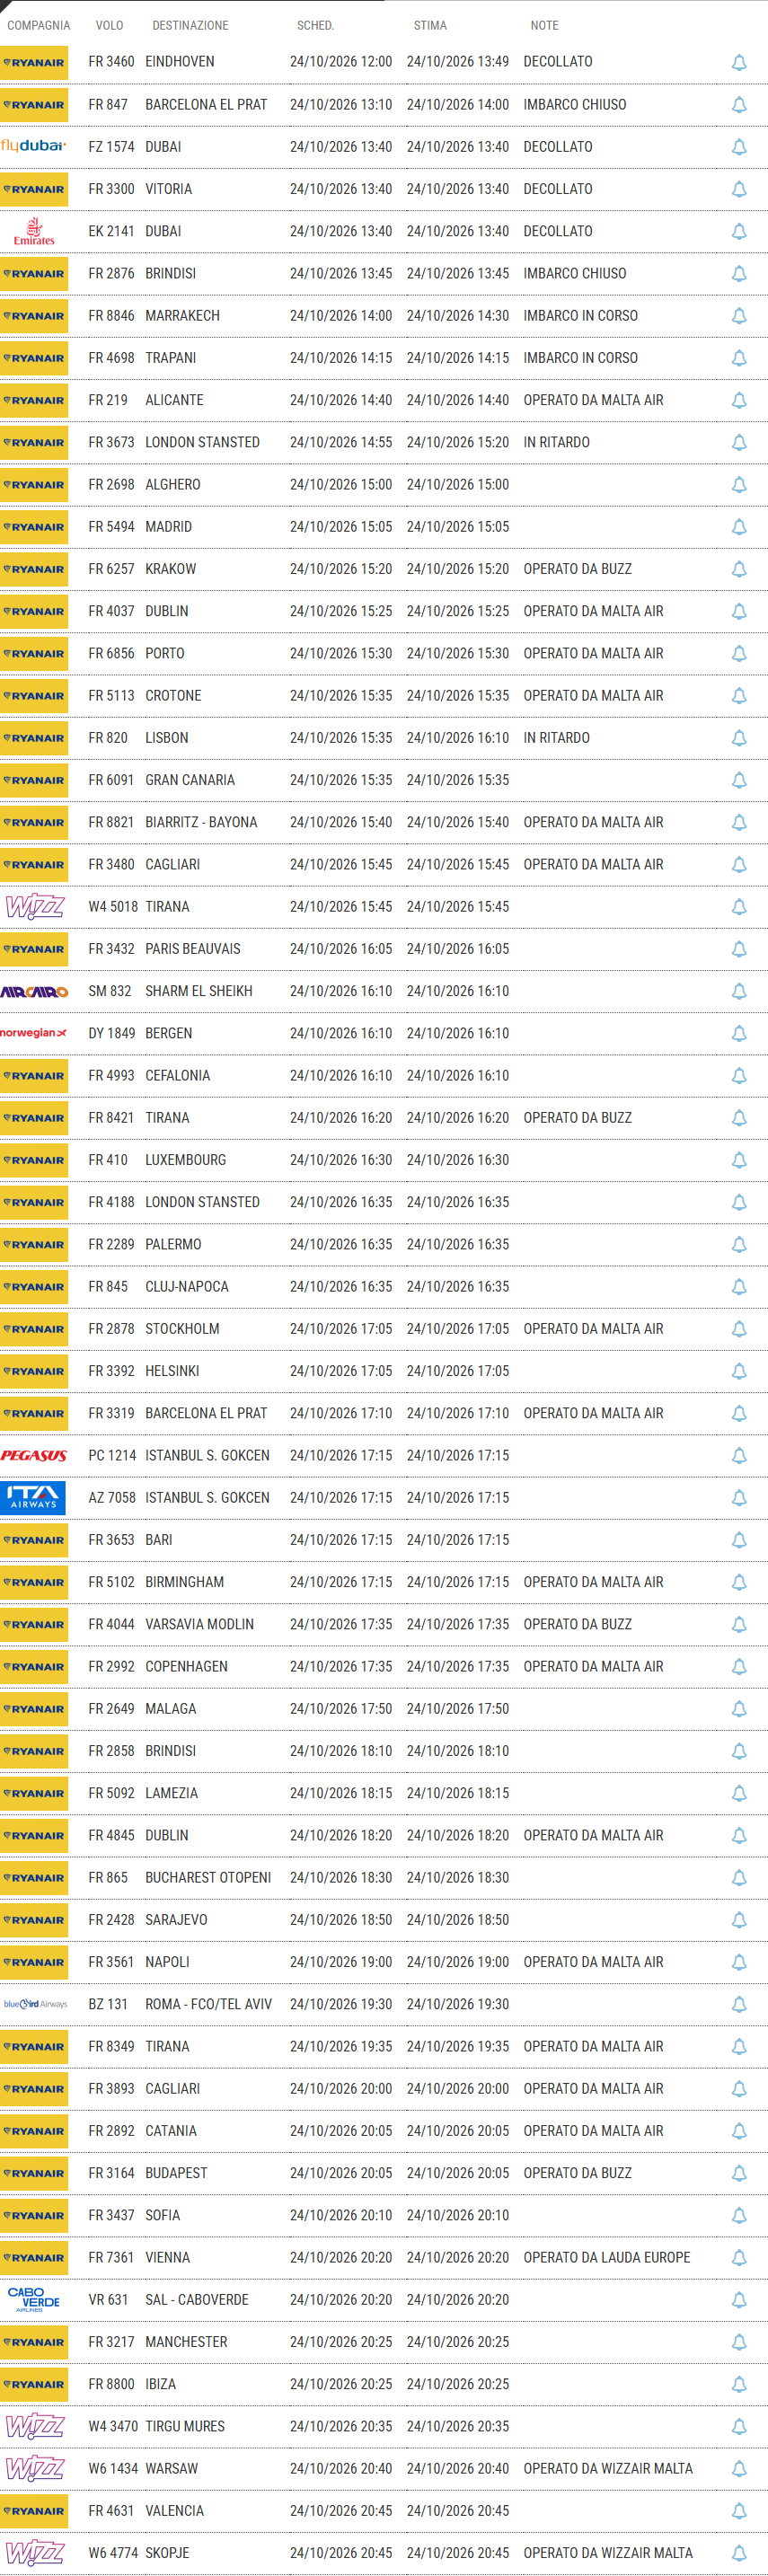 COMPAGNIA VOLO DESTINAZIONE SCHED. STIMA NOTE
RYANAIR FR 3460 EINDHOVEN 24/10/2026 12:00 24/10/2026 13:49 DECOLLATO
RYANAIR FR 847 BARCELONA EL PRAT 24/10/2026 13:10 24/10/2026 14:00 IMBARCO CHIUSO
flydubai FZ 1574 DUBAI 24/10/2026 13:40 24/10/2026 13:40 DECOLLATO
RYANAIR FR 3300 VITORIA 24/10/2026 13:40 24/10/2026 13:40 DECOLLATO
Emirates EK 2141 DUBAI 24/10/2026 13:40 24/10/2026 13:40 DECOLLATO
RYANAIR FR 2876 BRINDISI 24/10/2026 13:45 24/10/2026 13:45 IMBARCO CHIUSO
RYANAIR FR 8846 MARRAKECH 24/10/2026 14:00 24/10/2026 14:30 IMBARCO IN CORSO
RYANAIR FR 4698 TRAPANI 24/10/2026 14:15 24/10/2026 14:15 IMBARCO IN CORSO
RYANAIR FR 219 ALICANTE 24/10/2026 14:40 24/10/2026 14:40 OPERATO DA MALTA AIR
RYANAIR FR 3673 LONDON STANSTED 24/10/2026 14:55 24/10/2026 15:20 IN RITARDO
RYANAIR FR 2698 ALGHERO 24/10/2026 15:00 24/10/2026 15:00
RYANAIR FR 5494 MADRID 24/10/2026 15:05 24/10/2026 15:05
RYANAIR FR 6257 KRAKOW 24/10/2026 15:20 24/10/2026 15:20 OPERATO DA BUZZ
RYANAIR FR 4037 DUBLIN 24/10/2026 15:25 24/10/2026 15:25 OPERATO DA MALTA AIR
RYANAIR FR 6856 PORTO 24/10/2026 15:30 24/10/2026 15:30 OPERATO DA MALTA AIR
RYANAIR FR 5113 CROTONE 24/10/2026 15:35 24/10/2026 15:35 OPERATO DA MALTA AIR
RYANAIR FR 820 LISBON 24/10/2026 15:35 24/10/2026 16:10 IN RITARDO
RYANAIR FR 6091 GRAN CANARIA 24/10/2026 15:35 24/10/2026 15:35
RYANAIR FR 8821 BIARRITZ - BAYONA 24/10/2026 15:40 24/10/2026 15:40 OPERATO DA MALTA AIR
RYANAIR FR 3480 CAGLIARI 24/10/2026 15:45 24/10/2026 15:45 OPERATO DA MALTA AIR
WIZZ W4 5018 TIRANA 24/10/2026 15:45 24/10/2026 15:45
RYANAIR FR 3432 PARIS BEAUVAIS 24/10/2026 16:05 24/10/2026 16:05
AIRCAIRO SM 832 SHARM EL SHEIKH 24/10/2026 16:10 24/10/2026 16:10
norwegian DY 1849 BERGEN 24/10/2026 16:10 24/10/2026 16:10
RYANAIR FR 4993 CEFALONIA 24/10/2026 16:10 24/10/2026 16:10
RYANAIR FR 8421 TIRANA 24/10/2026 16:20 24/10/2026 16:20 OPERATO DA BUZZ
RYANAIR FR 410 LUXEMBOURG 24/10/2026 16:30 24/10/2026 16:30
RYANAIR FR 4188 LONDON STANSTED 24/10/2026 16:35 24/10/2026 16:35
RYANAIR FR 2289 PALERMO 24/10/2026 16:35 24/10/2026 16:35
RYANAIR FR 845 CLUJ-NAPOCA 24/10/2026 16:35 24/10/2026 16:35
RYANAIR FR 2878 STOCKHOLM 24/10/2026 17:05 24/10/2026 17:05 OPERATO DA MALTA AIR
RYANAIR FR 3392 HELSINKI 24/10/2026 17:05 24/10/2026 17:05
RYANAIR FR 3319 BARCELONA EL PRAT 24/10/2026 17:10 24/10/2026 17:10 OPERATO DA MALTA AIR
PEGASUS PC 1214 ISTANBUL S. GOKCEN 24/10/2026 17:15 24/10/2026 17:15
ITA AIRWAYS AZ 7058 ISTANBUL S. GOKCEN 24/10/2026 17:15 24/10/2026 17:15
RYANAIR FR 3653 BARI 24/10/2026 17:15 24/10/2026 17:15
RYANAIR FR 5102 BIRMINGHAM 24/10/2026 17:15 24/10/2026 17:15 OPERATO DA MALTA AIR
RYANAIR FR 4044 VARSAVIA MODLIN 24/10/2026 17:35 24/10/2026 17:35 OPERATO DA BUZZ
RYANAIR FR 2992 COPENHAGEN 24/10/2026 17:35 24/10/2026 17:35 OPERATO DA MALTA AIR
RYANAIR FR 2649 MALAGA 24/10/2026 17:50 24/10/2026 17:50
RYANAIR FR 2858 BRINDISI 24/10/2026 18:10 24/10/2026 18:10
RYANAIR FR 5092 LAMEZIA 24/10/2026 18:15 24/10/2026 18:15
RYANAIR FR 4845 DUBLIN 24/10/2026 18:20 24/10/2026 18:20 OPERATO DA MALTA AIR
RYANAIR FR 865 BUCHAREST OTOPENI 24/10/2026 18:30 24/10/2026 18:30
RYANAIR FR 2428 SARAJEVO 24/10/2026 18:50 24/10/2026 18:50
RYANAIR FR 3561 NAPOLI 24/10/2026 19:00 24/10/2026 19:00 OPERATO DA MALTA AIR
bluebird Airways BZ 131 ROMA - FCO/TEL AVIV 24/10/2026 19:30 24/10/2026 19:30
RYANAIR FR 8349 TIRANA 24/10/2026 19:35 24/10/2026 19:35 OPERATO DA MALTA AIR
RYANAIR FR 3893 CAGLIARI 24/10/2026 20:00 24/10/2026 20:00 OPERATO DA MALTA AIR
RYANAIR FR 2892 CATANIA 24/10/2026 20:05 24/10/2026 20:05 OPERATO DA MALTA AIR
RYANAIR FR 3164 BUDAPEST 24/10/2026 20:05 24/10/2026 20:05 OPERATO DA BUZZ
RYANAIR FR 3437 SOFIA 24/10/2026 20:10 24/10/2026 20:10
RYANAIR FR 7361 VIENNA 24/10/2026 20:20 24/10/2026 20:20 OPERATO DA LAUDA EUROPE
CABO VERDE AIRLINES VR 631 SAL - CABOVERDE 24/10/2026 20:20 24/10/2026 20:20
RYANAIR FR 3217 MANCHESTER 24/10/2026 20:25 24/10/2026 20:25
RYANAIR FR 8800 IBIZA 24/10/2026 20:25 24/10/2026 20:25
WIZZ W4 3470 TIRGU MURES 24/10/2026 20:35 24/10/2026 20:35
WIZZ W6 1434 WARSAW 24/10/2026 20:40 24/10/2026 20:40 OPERATO DA WIZZAIR MALTA
RYANAIR FR 4631 VALENCIA 24/10/2026 20:45 24/10/2026 20:45
WIZZ W6 4774 SKOPJE 24/10/2026 20:45 24/10/2026 20:45 OPERATO DA WIZZAIR MALTA